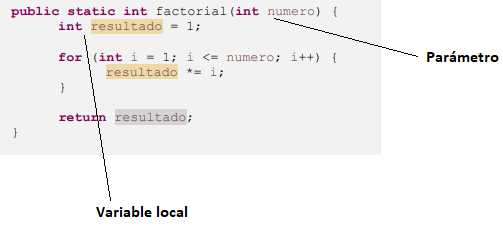 public static int factorial(int numero) {
int resultado = 1;
for (int i = 1; i <= numero; i++) {
resultado *= i;
}
return resultado;
}
Parámetro
Variable local